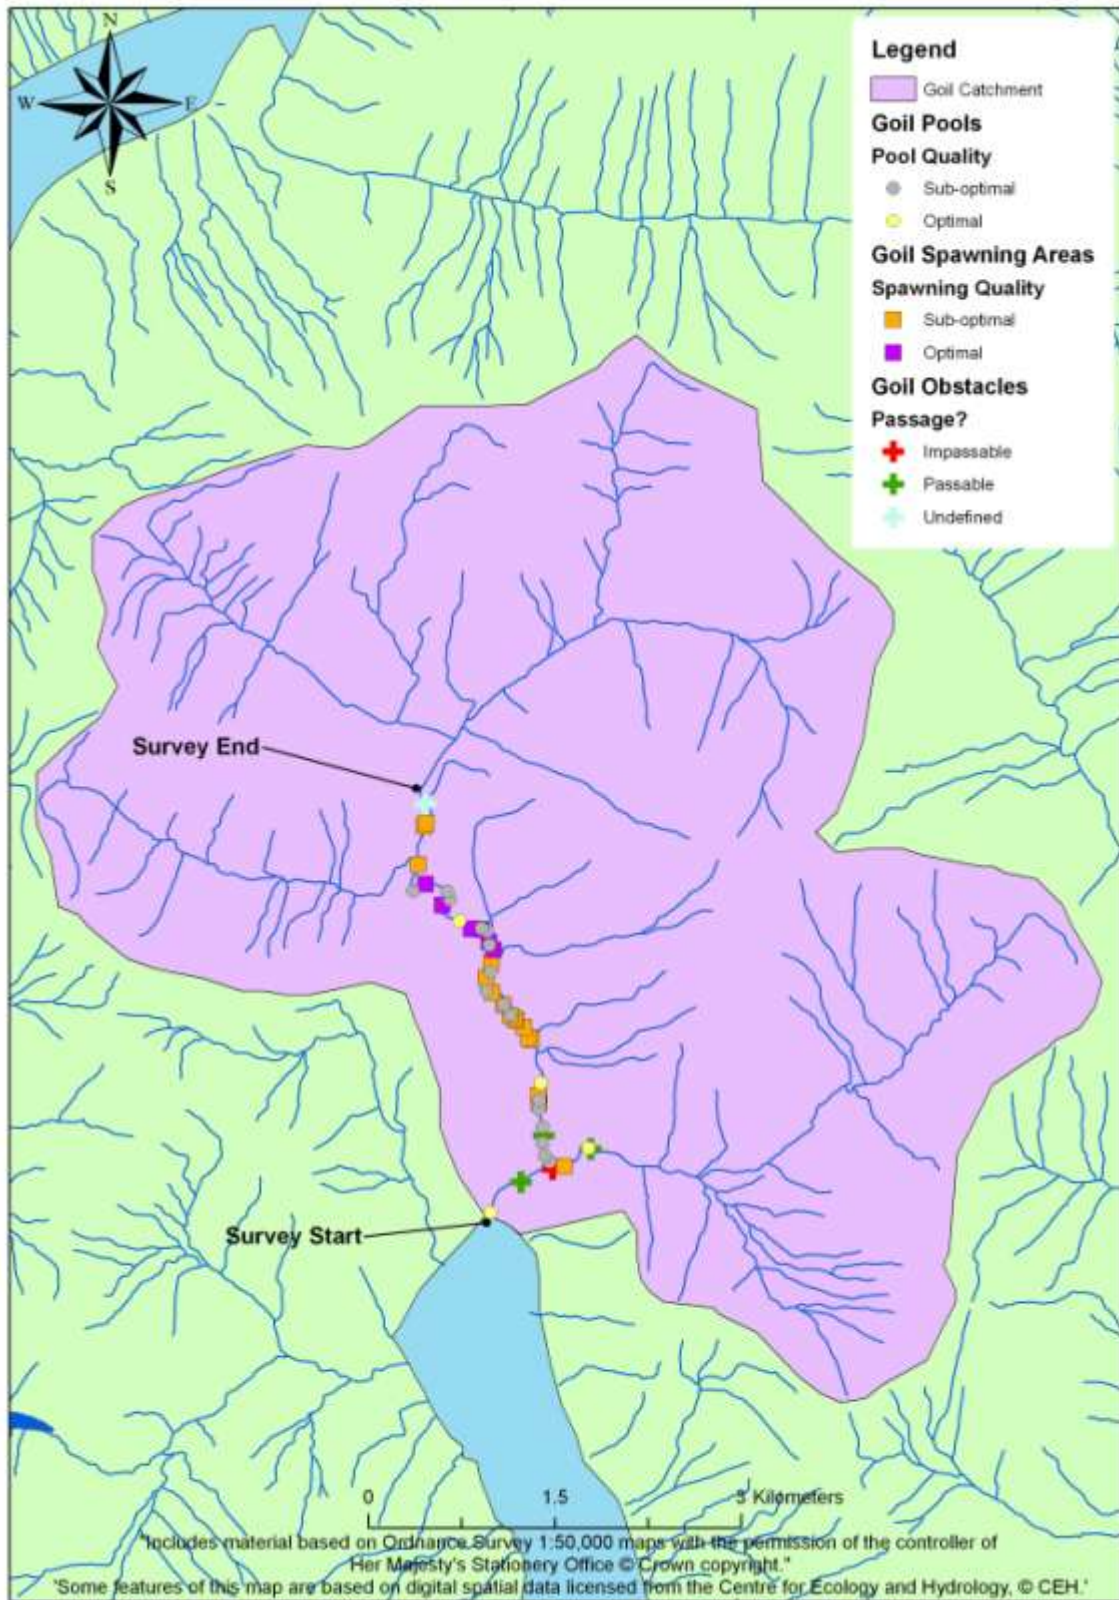 N
W E
S
Legend
Goil Catchment
Goil Pools
Pool Quality
Sub-optimal
Optimal
Goil Spawning Areas
Spawning Quality
Sub-optimal
Optimal
Goil Obstacles
Passage?
Impassable
Passable
Undefined
Survey End
Survey Start
0 1.5 3 Kilometers
"Includes material based on Ordnance Survey 1:50,000 maps with the permission of the controller of
Her Majesty's Stationery Office © Crown copyright."
'Some features of this map are based on digital spatial data licensed from the Centre for Ecology and Hydrology, © CEH.'